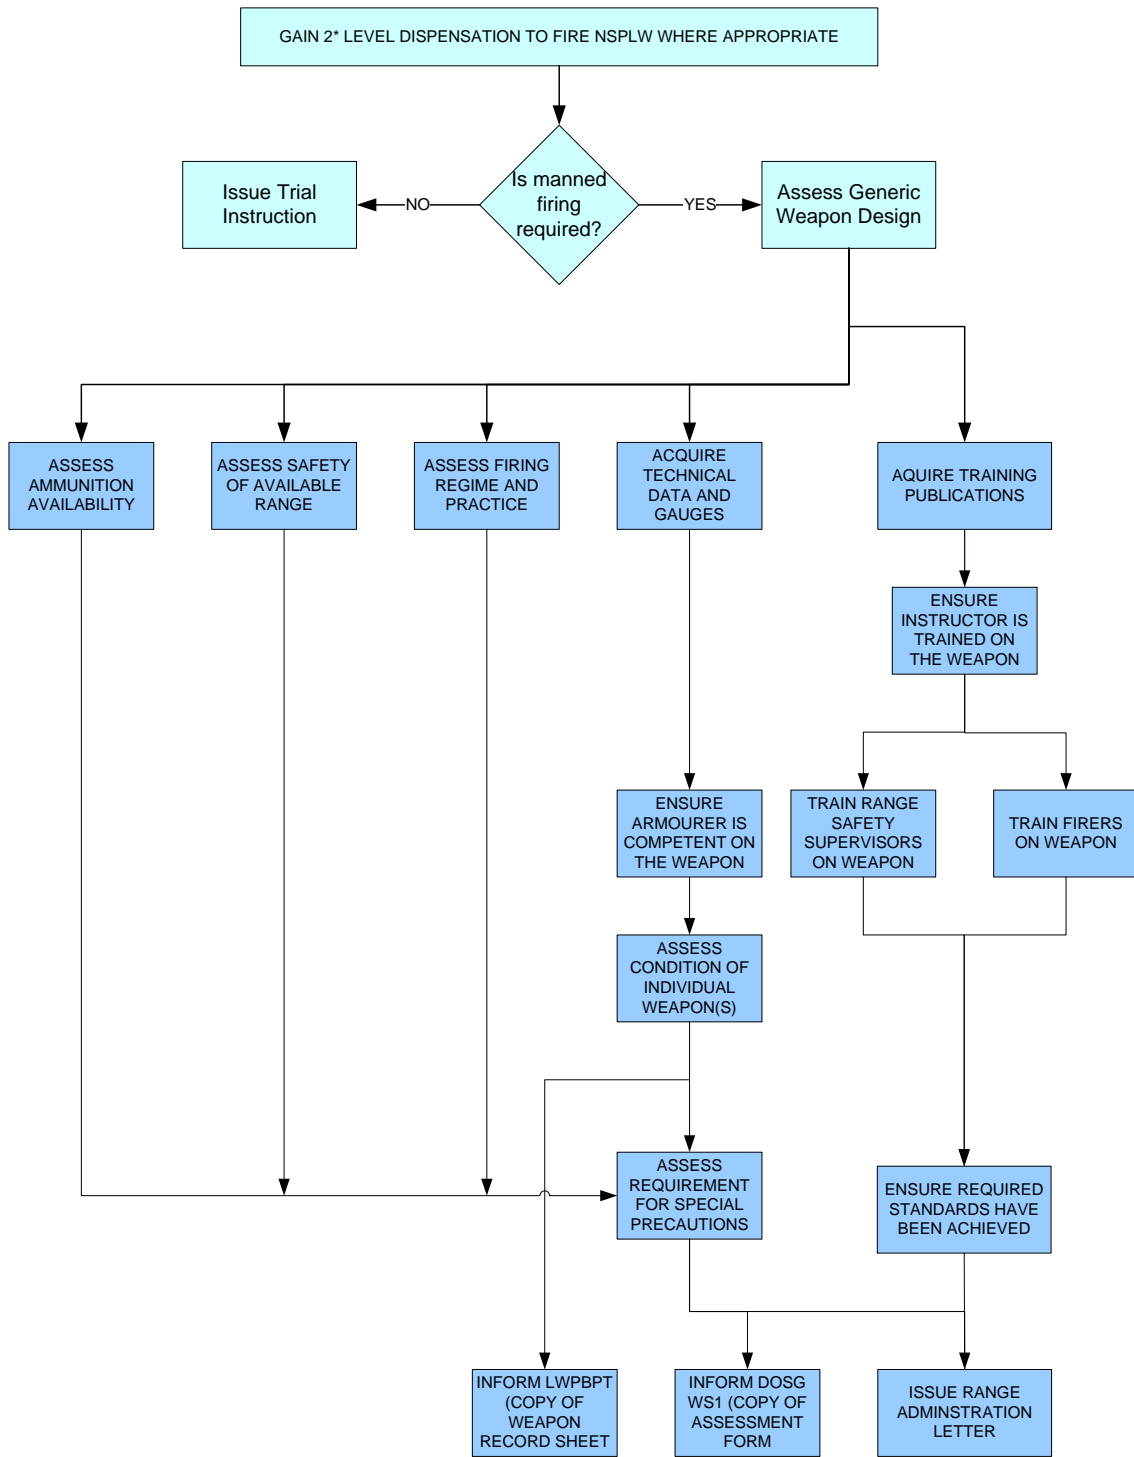 GAIN 2* LEVEL DISPENSATION TO FIRE NSPLW WHERE APPROPRIATE
Is manned
firing
required?
NO
YES
Issue Trial
Instruction
Assess Generic
Weapon Design
ASSESS
AMMUNITION
AVAILABILITY
ASSESS SAFETY
OF AVAILABLE
RANGE
ASSESS FIRING
REGIME AND
PRACTICE
ACQUIRE
TECHNICAL
DATA AND
GAUGES
AQUIRE TRAINING
PUBLICATIONS
ENSURE
INSTRUCTOR IS
TRAINED ON
THE WEAPON
ENSURE
ARMOURER IS
COMPETENT ON
THE WEAPON
TRAIN RANGE
SAFETY
SUPERVISORS
ON WEAPON
TRAIN FIRERS
ON WEAPON
ASSESS
CONDITION OF
INDIVIDUAL
WEAPON(S)
ASSESS
REQUIREMENT
FOR SPECIAL
PRECAUTIONS
ENSURE REQUIRED
STANDARDS HAVE
BEEN ACHIEVED
INFORM LWPBPT
(COPY OF
WEAPON
RECORD SHEET
INFORM DOSG
WS1 (COPY OF
ASSESSMENT
FORM
ISSUE RANGE
ADMINSTRATION
LETTER